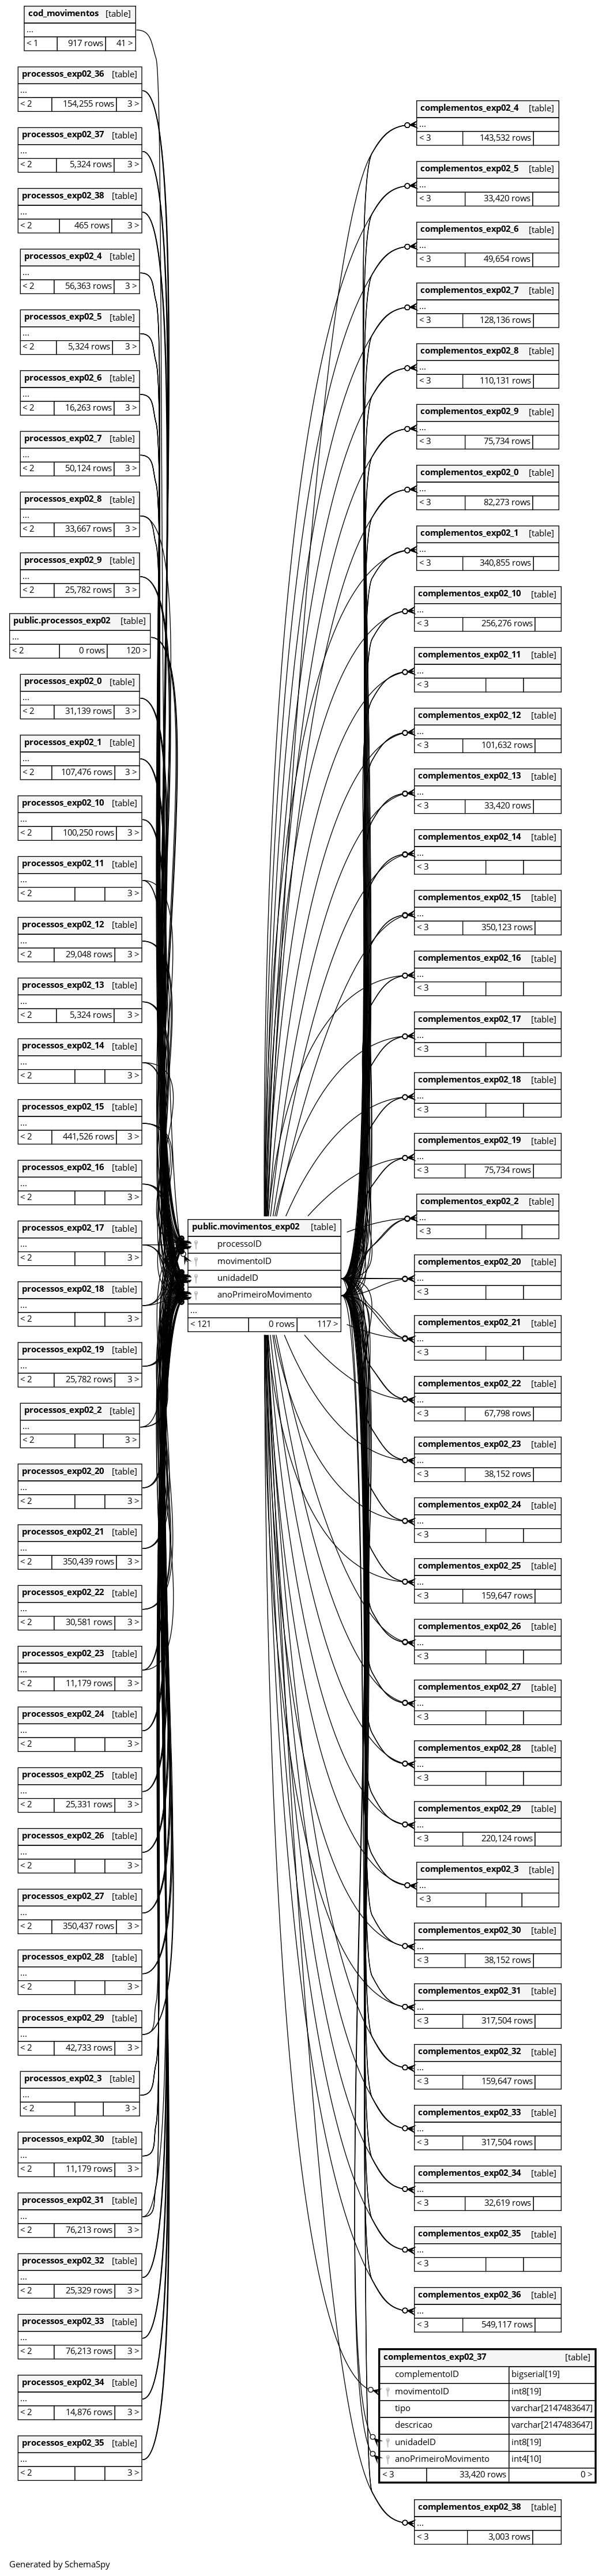 cod_movimentos [table]
...
< 1 917 rows 41 >
processos_exp02_36 [table]
...
< 2 154,255 rows 3 >
processos_exp02_37 [table]
...
< 2 5,324 rows 3 >
processos_exp02_38 [table]
...
< 2 465 rows 3 >
processos_exp02_4 [table]
...
< 2 56,363 rows 3 >
processos_exp02_5 [table]
...
< 2 5,324 rows 3 >
processos_exp02_6 [table]
...
< 2 16,263 rows 3 >
processos_exp02_7 [table]
...
< 2 50,124 rows 3 >
processos_exp02_8 [table]
...
< 2 33,667 rows 3 >
processos_exp02_9 [table]
...
< 2 25,782 rows 3 >
public.processos_exp02 [table]
...
< 2 0 rows 120 >
processos_exp02_0 [table]
...
< 2 31,139 rows 3 >
processos_exp02_1 [table]
...
< 2 107,476 rows 3 >
processos_exp02_10 [table]
...
< 2 100,250 rows 3 >
processos_exp02_11 [table]
...
< 2 3 >
processos_exp02_12 [table]
...
< 2 29,048 rows 3 >
processos_exp02_13 [table]
...
< 2 5,324 rows 3 >
processos_exp02_14 [table]
...
< 2 3 >
processos_exp02_15 [table]
...
< 2 441,526 rows 3 >
processos_exp02_16 [table]
...
< 2 3 >
processos_exp02_17 [table]
...
< 2 3 >
processos_exp02_18 [table]
...
< 2 3 >
processos_exp02_19 [table]
...
< 2 25,782 rows 3 >
processos_exp02_2 [table]
...
< 2 3 >
processos_exp02_20 [table]
...
< 2 3 >
processos_exp02_21 [table]
...
< 2 350,439 rows 3 >
processos_exp02_22 [table]
...
< 2 30,581 rows 3 >
processos_exp02_23 [table]
...
< 2 11,179 rows 3 >
processos_exp02_24 [table]
...
< 2 3 >
processos_exp02_25 [table]
...
< 2 25,331 rows 3 >
processos_exp02_26 [table]
...
< 2 3 >
processos_exp02_27 [table]
...
< 2 350,437 rows 3 >
processos_exp02_28 [table]
...
< 2 3 >
processos_exp02_29 [table]
...
< 2 42,733 rows 3 >
processos_exp02_3 [table]
...
< 2 3 >
processos_exp02_30 [table]
...
< 2 11,179 rows 3 >
processos_exp02_31 [table]
...
< 2 76,213 rows 3 >
processos_exp02_32 [table]
...
< 2 25,329 rows 3 >
processos_exp02_33 [table]
...
< 2 76,213 rows 3 >
processos_exp02_34 [table]
...
< 2 14,876 rows 3 >
processos_exp02_35 [table]
...
< 2 3 >
public.movimentos_exp02 [table]
processoID
movimentoID
unidadeID
anoPrimeiroMovimento
...
< 121 0 rows 117 >
complementos_exp02_4 [table]
...
< 3 143,532 rows
complementos_exp02_5 [table]
...
< 3 33,420 rows
complementos_exp02_6 [table]
...
< 3 49,654 rows
complementos_exp02_7 [table]
...
< 3 128,136 rows
complementos_exp02_8 [table]
...
< 3 110,131 rows
complementos_exp02_9 [table]
...
< 3 75,734 rows
complementos_exp02_0 [table]
...
< 3 82,273 rows
complementos_exp02_1 [table]
...
< 3 340,855 rows
complementos_exp02_10 [table]
...
< 3 256,276 rows
complementos_exp02_11 [table]
...
< 3
complementos_exp02_12 [table]
...
< 3 101,632 rows
complementos_exp02_13 [table]
...
< 3 33,420 rows
complementos_exp02_14 [table]
...
< 3
complementos_exp02_15 [table]
...
< 3 350,123 rows
complementos_exp02_16 [table]
...
< 3
complementos_exp02_17 [table]
...
< 3
complementos_exp02_18 [table]
...
< 3
complementos_exp02_19 [table]
...
< 3 75,734 rows
complementos_exp02_2 [table]
...
< 3
complementos_exp02_20 [table]
...
< 3
complementos_exp02_21 [table]
...
< 3
complementos_exp02_22 [table]
...
< 3 67,798 rows
complementos_exp02_23 [table]
...
< 3 38,152 rows
complementos_exp02_24 [table]
...
< 3
complementos_exp02_25 [table]
...
< 3 159,647 rows
complementos_exp02_26 [table]
...
< 3
complementos_exp02_27 [table]
...
< 3
complementos_exp02_28 [table]
...
< 3
complementos_exp02_29 [table]
...
< 3 220,124 rows
complementos_exp02_3 [table]
...
< 3
complementos_exp02_30 [table]
...
< 3 38,152 rows
complementos_exp02_31 [table]
...
< 3 317,504 rows
complementos_exp02_32 [table]
...
< 3 159,647 rows
complementos_exp02_33 [table]
...
< 3 317,504 rows
complementos_exp02_34 [table]
...
< 3 32,619 rows
complementos_exp02_35 [table]
...
< 3
complementos_exp02_36 [table]
...
< 3 549,117 rows
complementos_exp02_37 [table]
complementoID bigserial[19]
movimentoID int8[19]
tipo varchar[2147483647]
descricao varchar[2147483647]
unidadeID int8[19]
anoPrimeiroMovimento int4[10]
< 3 33,420 rows 0 >
complementos_exp02_38 [table]
...
< 3 3,003 rows
Generated by SchemaSpy